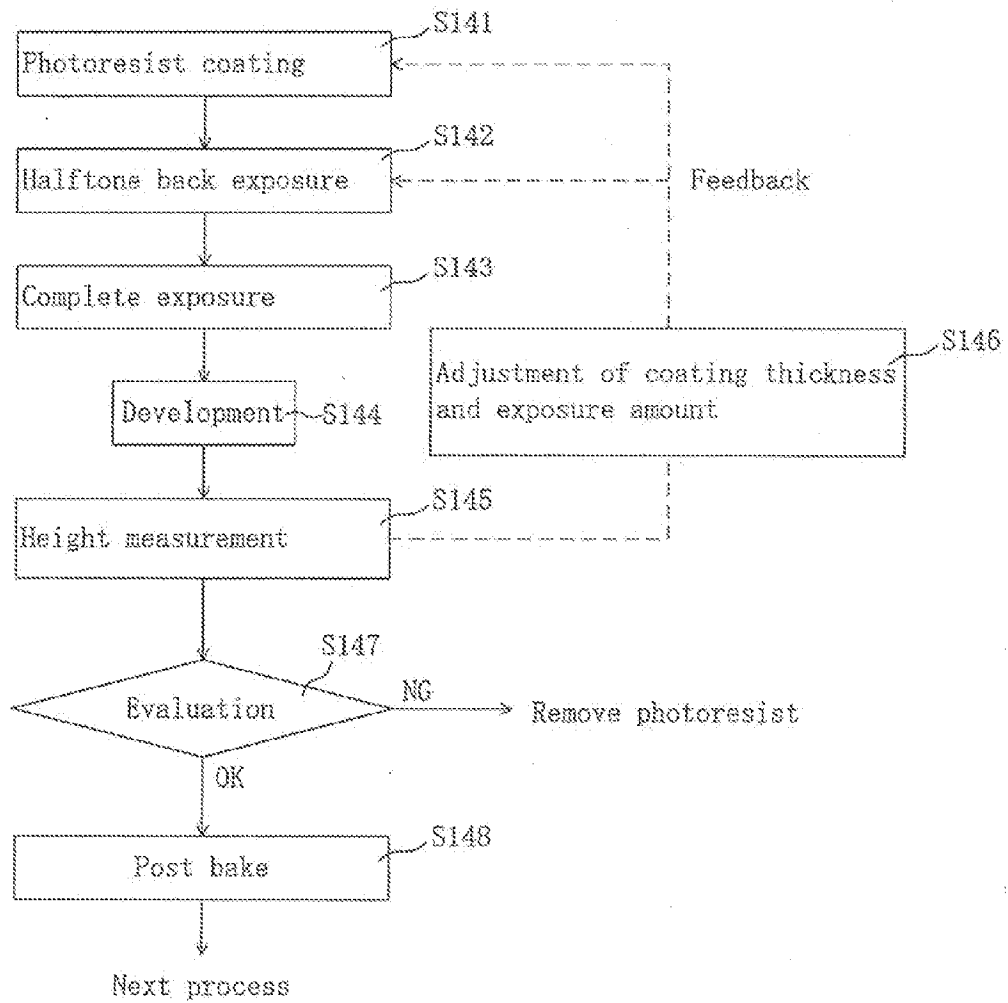 S141
Photoresist coating
S142
Halftone back exposure
Feedback
S143
Complete exposure
S146
Adjustment of coating thickness
and exposure amount
Development
S144
S145
Height measurement
S147
Evaluation
NG
Remove photoresist
OK
S148
Post bake
Next process